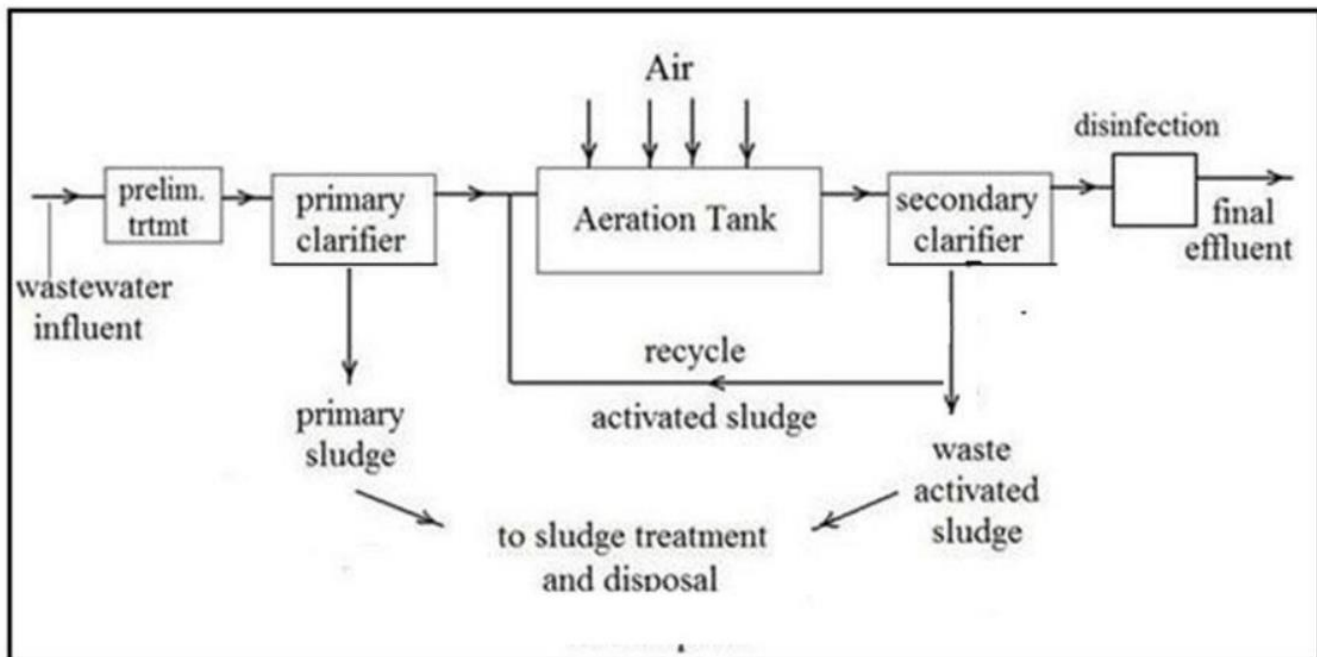 Air
disinfection
prelim.
trtmt
primary
clarifier
Aeration Tank
secondary
clarifier
final
effluent
wastewater
influent
recycle
activated sludge
primary
sludge
waste
activated
sludge
to sludge treatment
and disposal